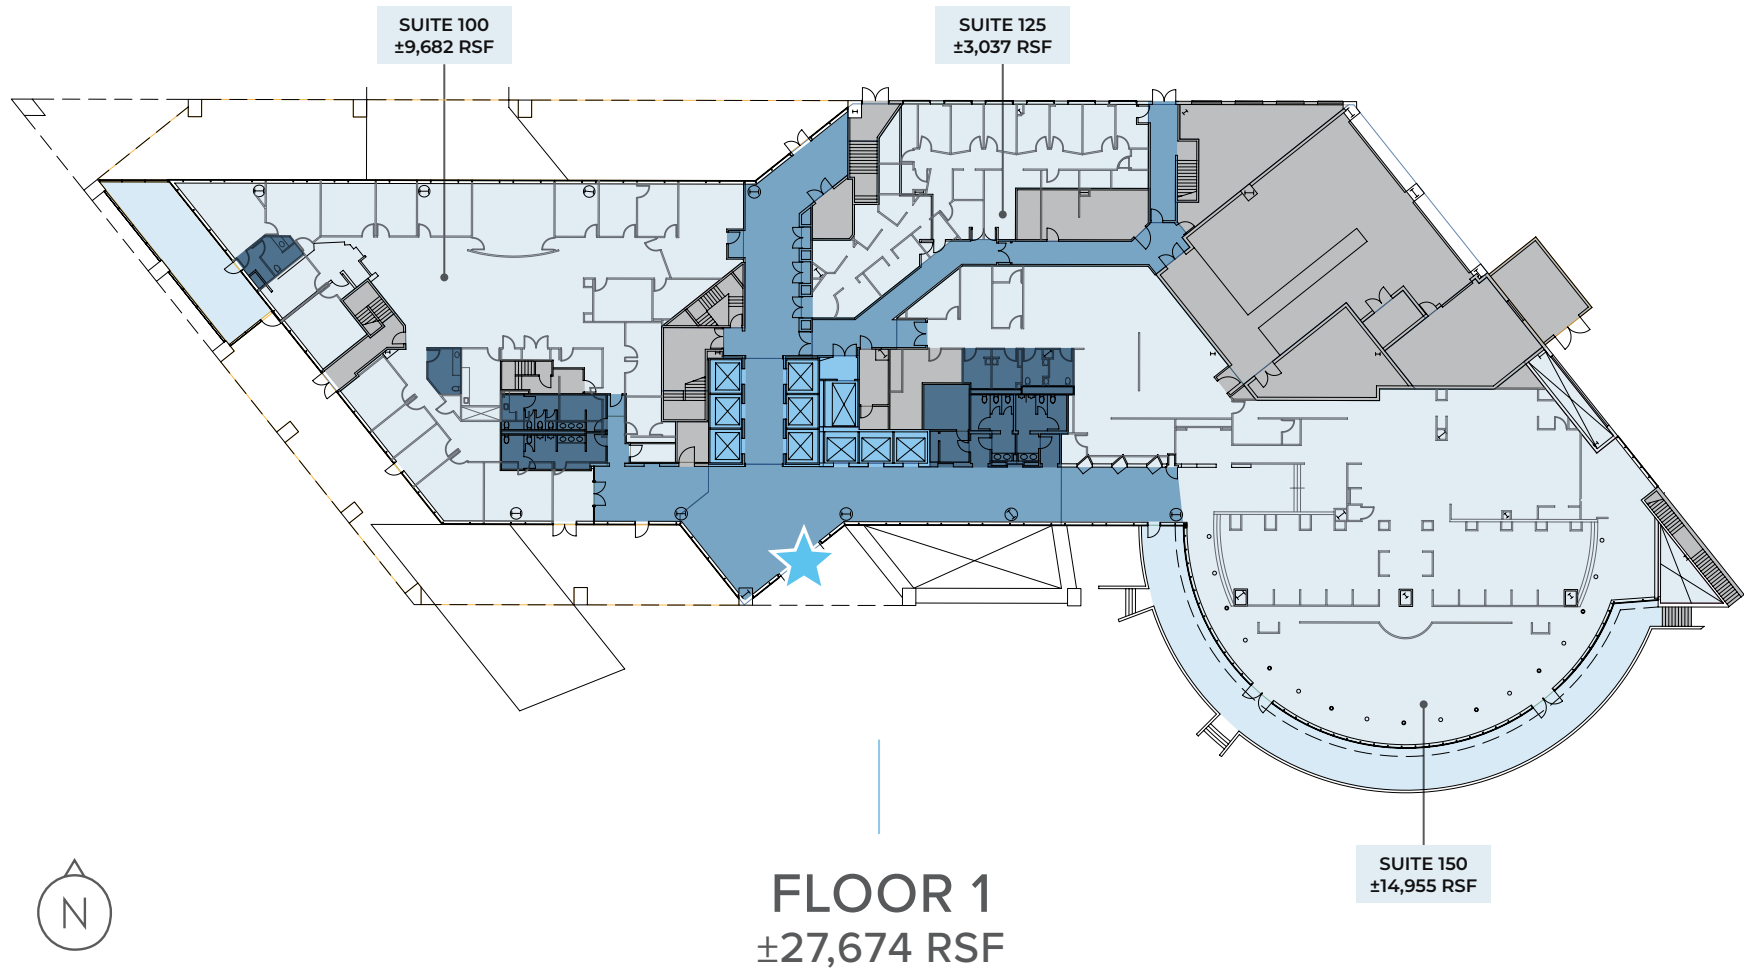 SUITE 100
±9,682 RSF
SUITE 125
±3,037 RSF
SUITE 150
±14,955 RSF
FLOOR 1
±27,674 RSF
N